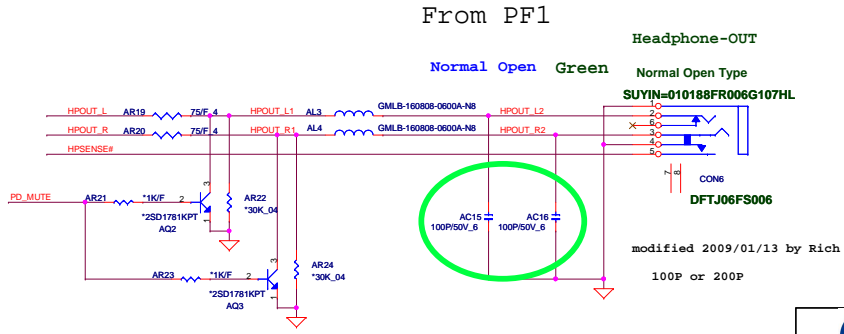 From PF1
Headphone-OUT
Normal Open Green
Normal Open Type
SUYIN=010188FR006G107HL
HPOUT_L AR19 75/F_4 HPOUT_L1 AL3 GMLB-160808-0600A-N8 HPOUT_L2 1
2
6
HPOUT_R AR20 75/F_4 HPOUT_R1 AL4 GMLB-160808-0600A-N8 HPOUT_R2 3
4
HPSENSE# 5
7 8
CON6
DFTJ06FS006
PD_MUTE AR21 *1K/F 2 3 1
*2SD1781KPT
AQ2
AR22
*30K_04
AC15
100P/50V_6
AC16
100P/50V_6
AR23 *1K/F 2 3 1
*2SD1781KPT
AQ3
AR24
*30K_04
modified 2009/01/13 by Rich
100P or 200P